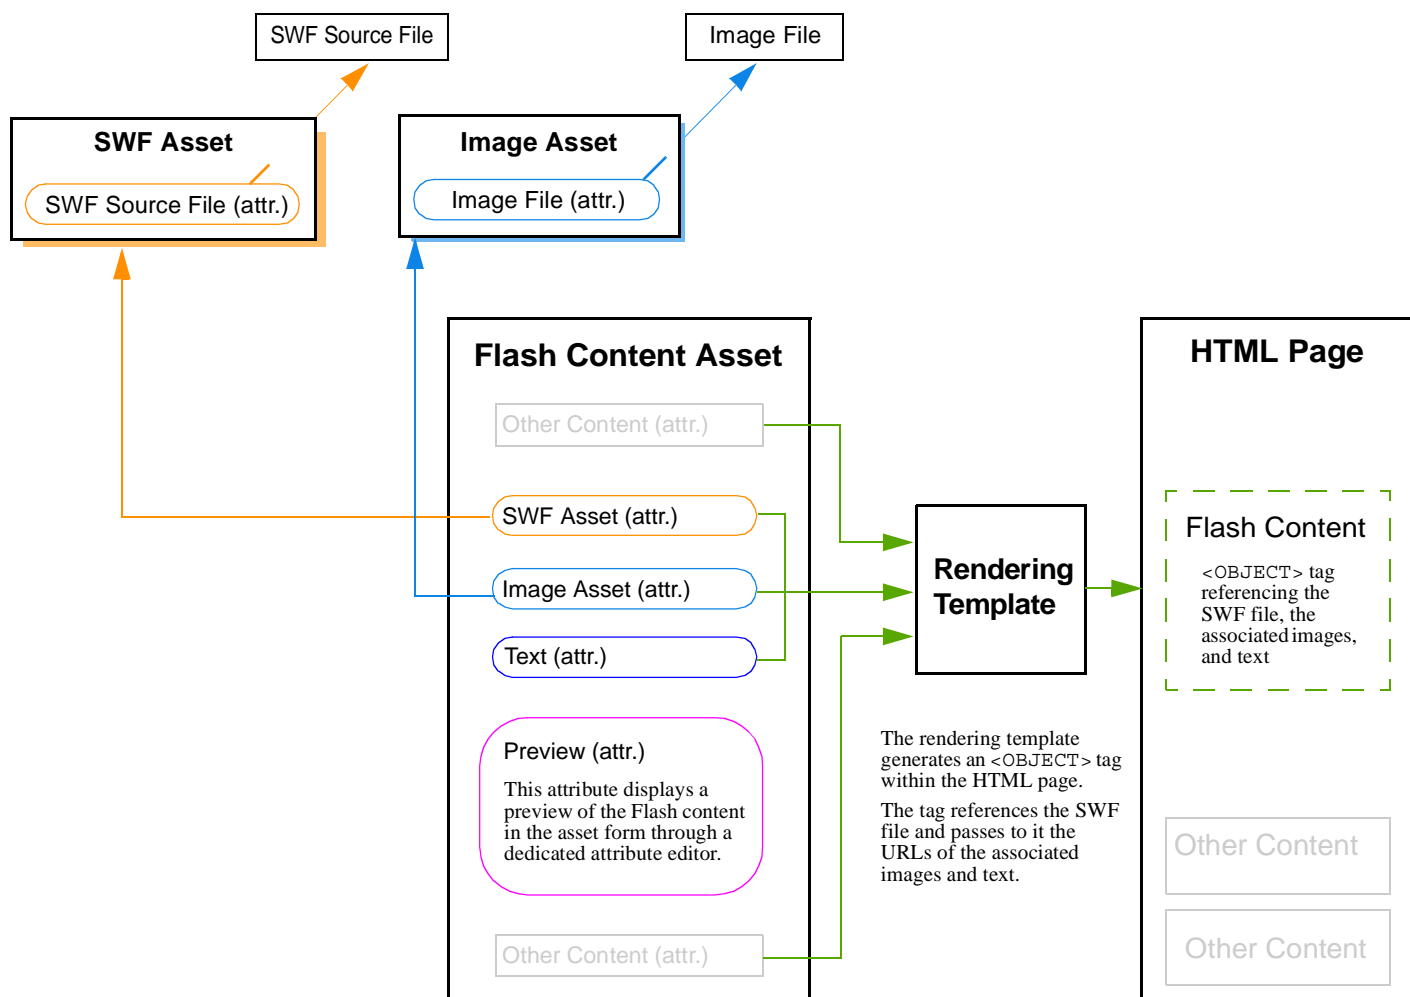 SWF Source File
Image File
SWF Asset
SWF Source File (attr.)
Image Asset
Image File (attr.)
Flash Content Asset
Other Content (attr.)
SWF Asset (attr.)
Image Asset (attr.)
Text (attr.)
Preview (attr.)
This attribute displays a
preview of the Flash content
in the asset form through a
dedicated attribute editor.
Other Content (attr.)
Rendering
Template
The rendering template
generates an <OBJECT> tag
within the HTML page.
The tag references the SWF
file and passes to it the
URLs of the associated
images and text.
HTML Page
Flash Content
<OBJECT> tag
referencing the
SWF file, the
associated images,
and text
Other Content
Other Content